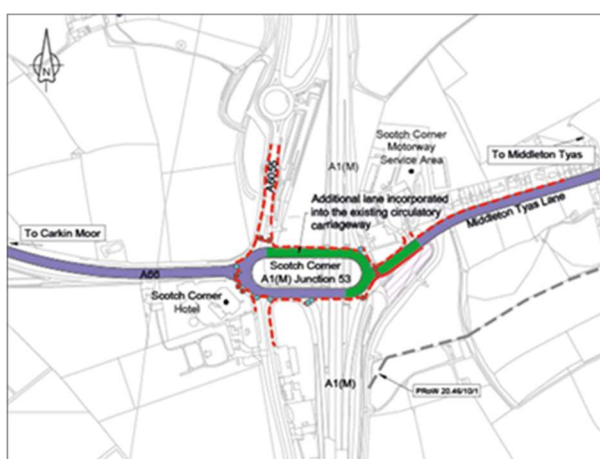 N
A1(M)
Scotch Corner
Motorway
Service Area
To Middleton Tyas
A6055
Additional lane incorporated
into the existing circulatory
carriageway
Middleton Tyas Lane
To Carkin Moor
A66
Scotch Corner
A1(M) Junction 53
Scotch Corner
Hotel
A1(M)
PRoW 20.46/10/1